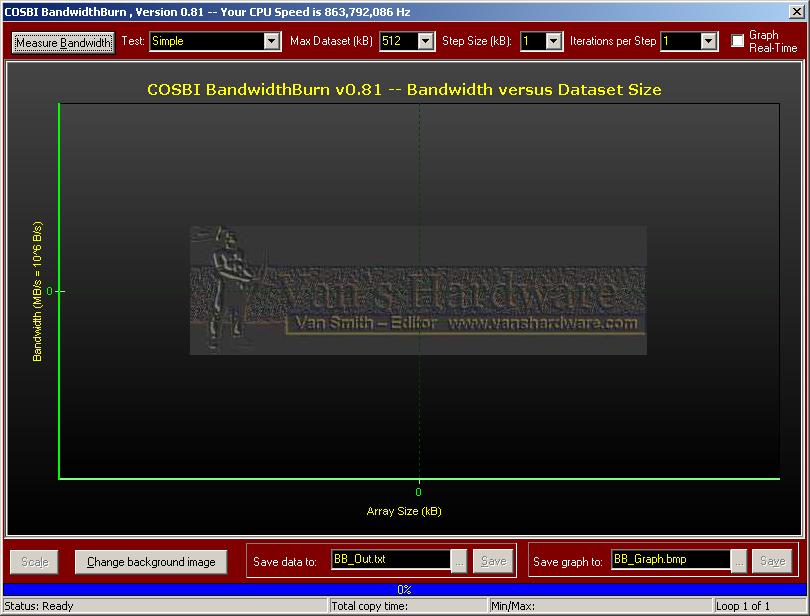 COSBI BandwidthBurn , Version 0.81 -- Your CPU Speed is 863,792,086 Hz
Measure Bandwidth Test: Simple Max Dataset (kB) 512 Step Size (kB): 1 Iterations per Step 1 Graph Real-Time
COSBI BandwidthBurn v0.81 -- Bandwidth versus Dataset Size
Bandwidth (MB/s = 10^6 B/s)
0
Van's Hardware
Van Smith – Editor www.vanshardware.com
0
Array Size (kB)
Scale Change background image Save data to: BB_Out.txt ... Save Save graph to: BB_Graph.bmp ... Save
0%
Status: Ready Total copy time: Min/Max: Loop 1 of 1